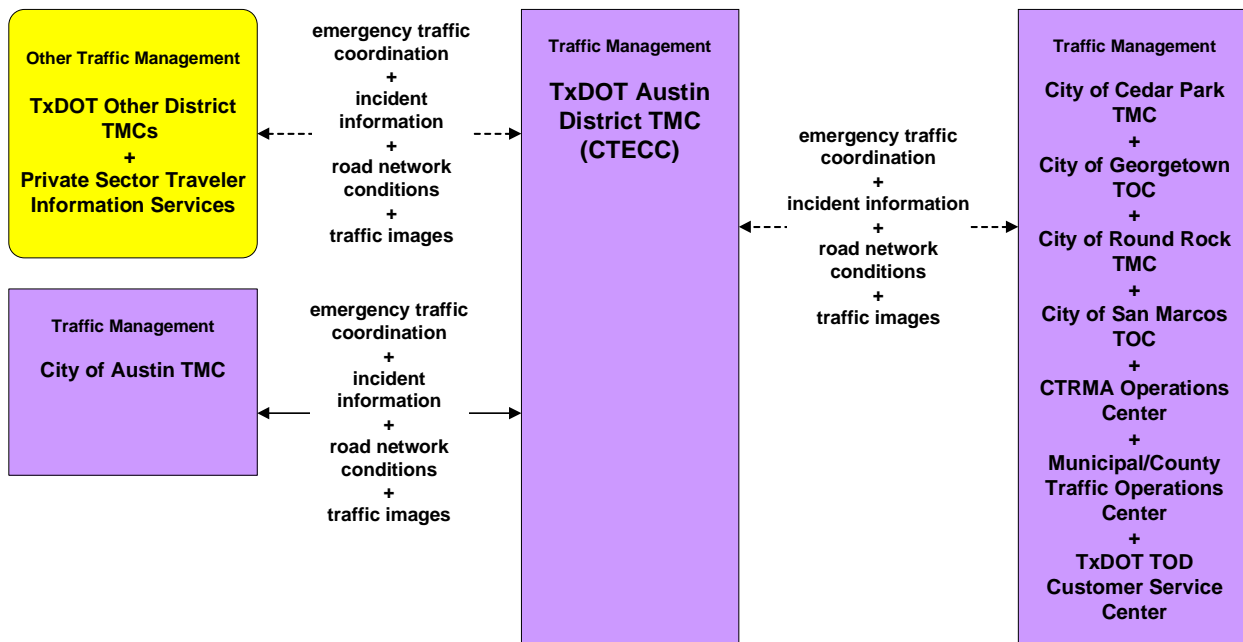 Other Traffic Management
TxDOT Other District
TMCs
+
Private Sector Traveler
Information Services
emergency traffic
coordination
+
incident
information
+
road network
conditions
+
traffic images
Traffic Management
City of Austin TMC
emergency traffic
coordination
+
incident
information
+
road network
conditions
+
traffic images
Traffic Management
TxDOT Austin
District TMC
(CTECC)
emergency traffic
coordination
+
incident information
+
road network
conditions
+
traffic images
Traffic Management
City of Cedar Park
TMC
+
City of Georgetown
TOC
+
City of Round Rock
TMC
+
City of San Marcos
TOC
+
CTRMA Operations
Center
+
Municipal/County
Traffic Operations
Center
+
TxDOT TOD
Customer Service
Center